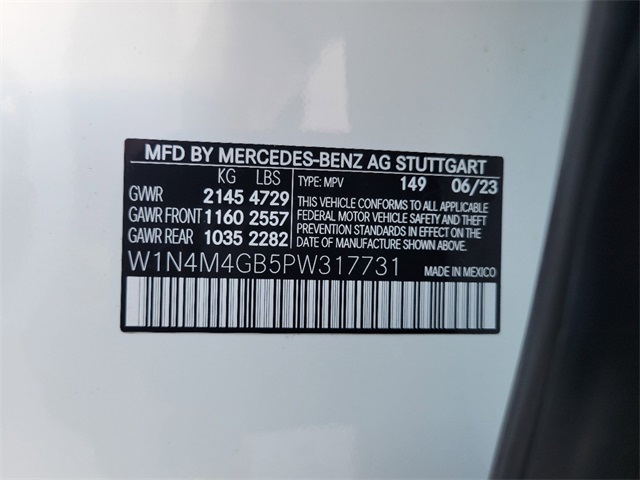 MFD BY MERCEDES-BENZ AG STUTTGART
KG LBS
GVWR 2145 4729
GAWR FRONT 1160 2557
GAWR REAR 1035 2282
TYPE: MPV 149 06/23
THIS VEHICLE CONFORMS TO ALL APPLICABLE
FEDERAL MOTOR VEHICLE SAFETY AND THEFT
PREVENTION STANDARDS IN EFFECT ON THE
DATE OF MANUFACTURE SHOWN ABOVE.
W1N4M4GB5PW317731
MADE IN MEXICO